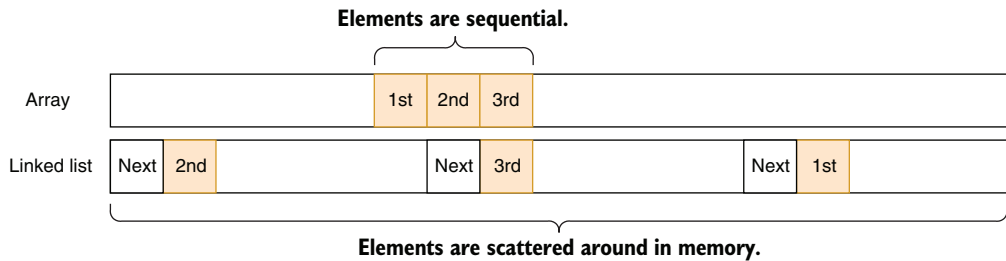 Elements are sequential.
Array 1st 2nd 3rd
Linked list Next 2nd Next 3rd Next 1st
Elements are scattered around in memory.